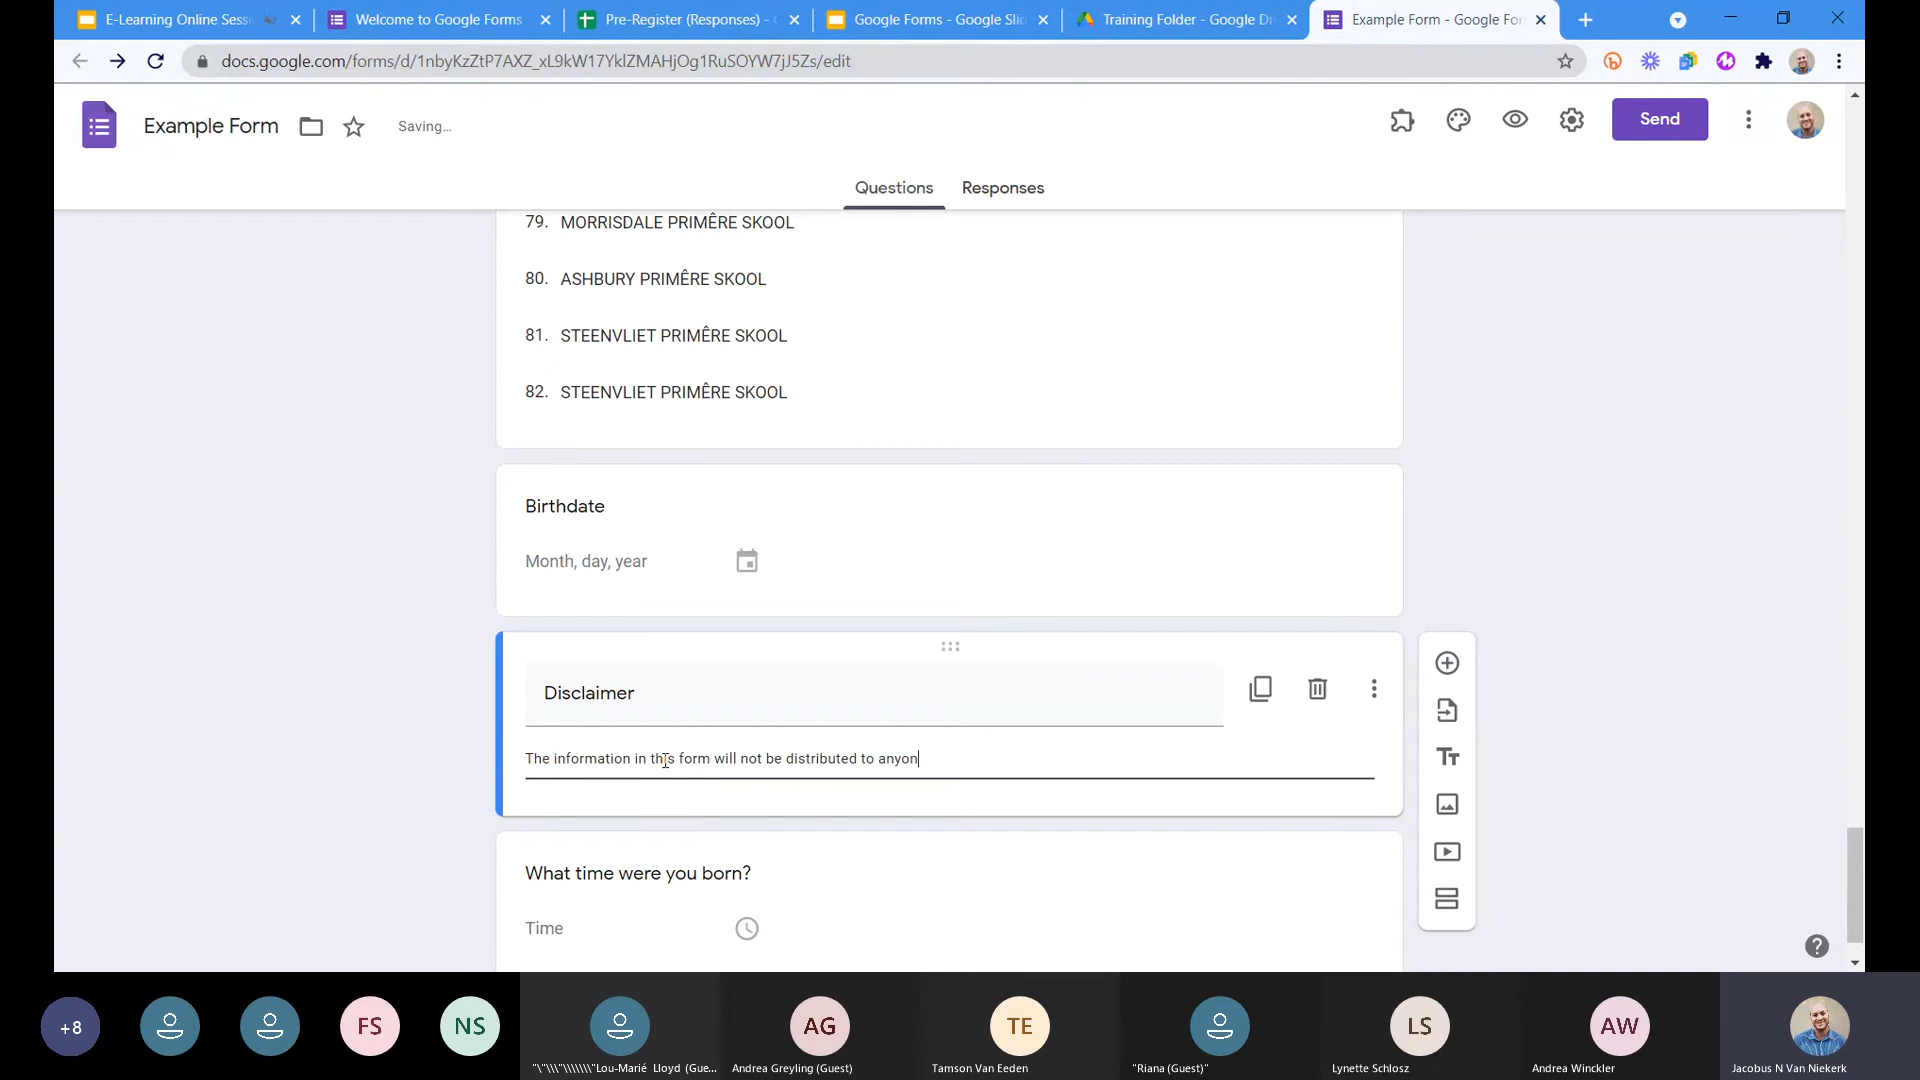 E-Learning Online Sess
Welcome to Google Forms
Pre-Register (Responses) -
Google Forms - Google Slid
Training Folder - Google Dr
Example Form - Google For
docs.google.com/forms/d/1nbyKzZtP7AXZ_xL9kW17YklZMAHjOg1RuSOYW7jJ5Zs/edit
Example Form
Saving...
Send
Questions
Responses
79. MORRISDALE PRIMÊRE SKOOL
80. ASHBURY PRIMÊRE SKOOL
81. STEENVLIET PRIMÊRE SKOOL
82. STEENVLIET PRIMÊRE SKOOL
Birthdate
Month, day, year
Disclaimer
The information in this form will not be distributed to anyon
What time were you born?
Time
+8
FS
NS
AG
TE
LS
AW
"\"\\\"\\\\\\\"Lou-Marié Lloyd (Gue...
Andrea Greyling (Guest)
Tamson Van Eeden
"Riana (Guest)"
Lynette Schlosz
Andrea Winckler
Jacobus N Van Niekerk